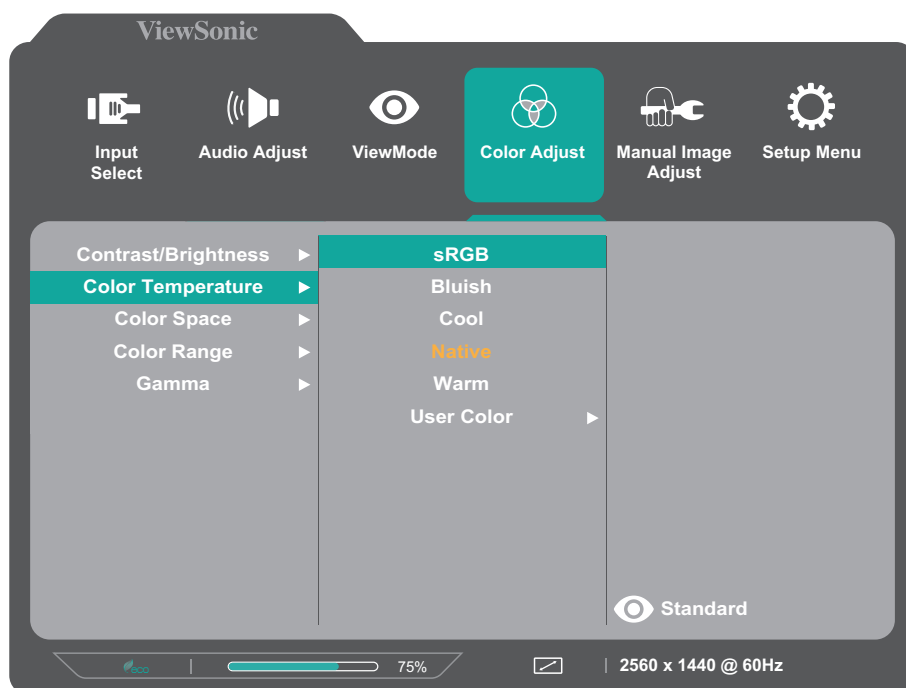 ViewSonic
Input
Select
Audio Adjust
ViewMode
Color Adjust
Manual Image
Adjust
Setup Menu
Contrast/Brightness
Color Temperature
Color Space
Color Range
Gamma
sRGB
Bluish
Cool
Native
Warm
User Color
Standard
eco
75%
2560 x 1440 @ 60Hz